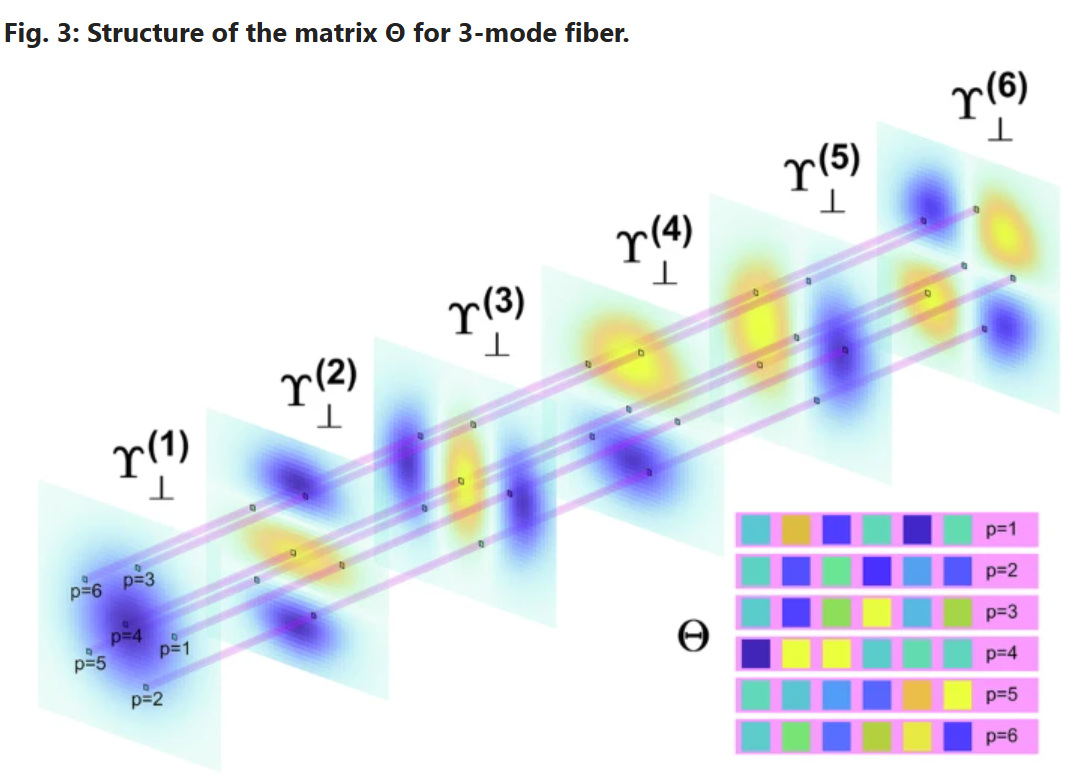 Fig. 3: Structure of the matrix Θ for 3-mode fiber.
ϒ⊥(6)
ϒ⊥(5)
ϒ⊥(4)
ϒ⊥(3)
ϒ⊥(2)
ϒ⊥(1)
p=6
p=3
p=4
p=1
p=5
p=2
Θ
p=1
p=2
p=3
p=4
p=5
p=6